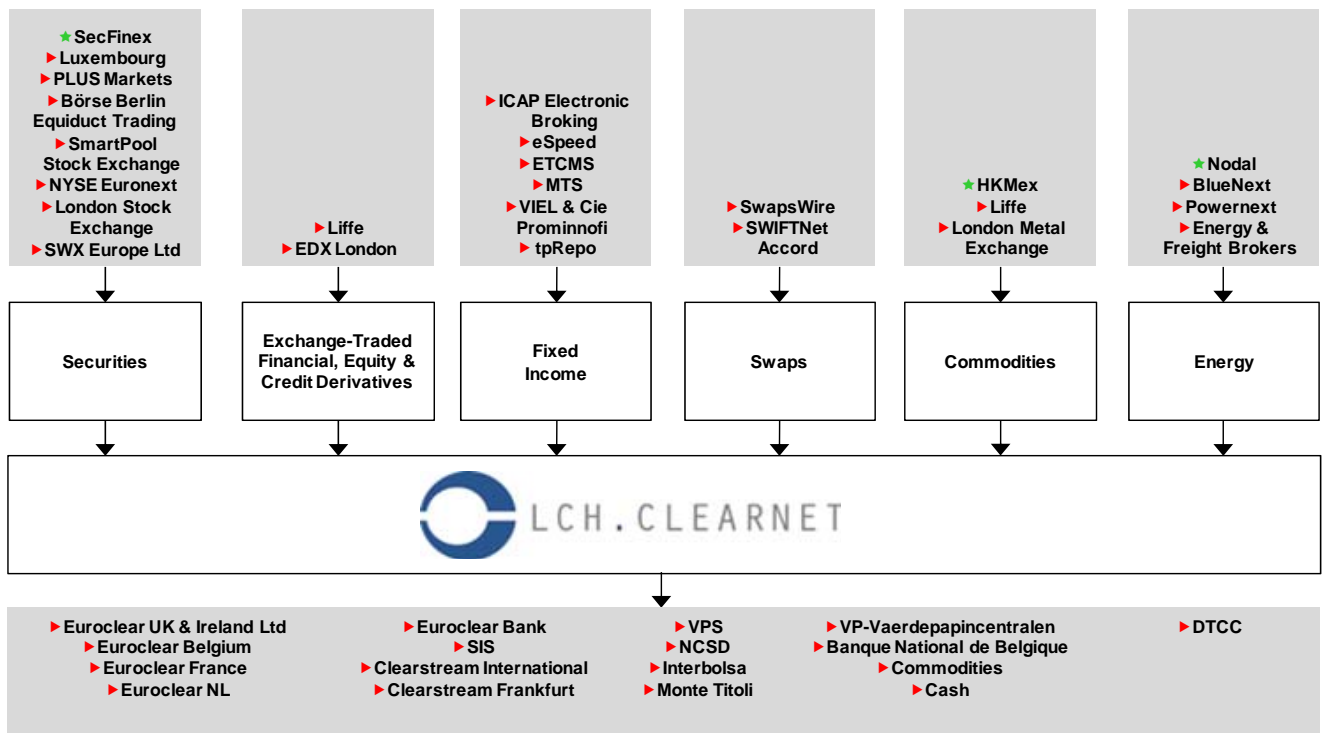 SecFinex
Luxembourg
PLUS Markets
Börse Berlin
Equiduct Trading
SmartPool
Stock Exchange
NYSE Euronext
London Stock
Exchange
SWX Europe Ltd
Liffe
EDX London
ICAP Electronic
Broking
eSpeed
ETCMS
MTS
VIEL & Cie
Prominnofi
tpRepo
SwapsWire
SWIFTNet
Accord
HKMex
Liffe
London Metal
Exchange
Nodal
BlueNext
Powernext
Energy &
Freight Brokers
Securities
Exchange-Traded
Financial, Equity &
Credit Derivatives
Fixed
Income
Swaps
Commodities
Energy
LCH.CLEARNET
Euroclear UK & Ireland Ltd
Euroclear Belgium
Euroclear France
Euroclear NL
Euroclear Bank
SIS
Clearstream International
Clearstream Frankfurt
VPS
NCSD
Interbolsa
Monte Titoli
VP-Vaerdepapincentralen
Banque National de Belgique
Commodities
Cash
DTCC